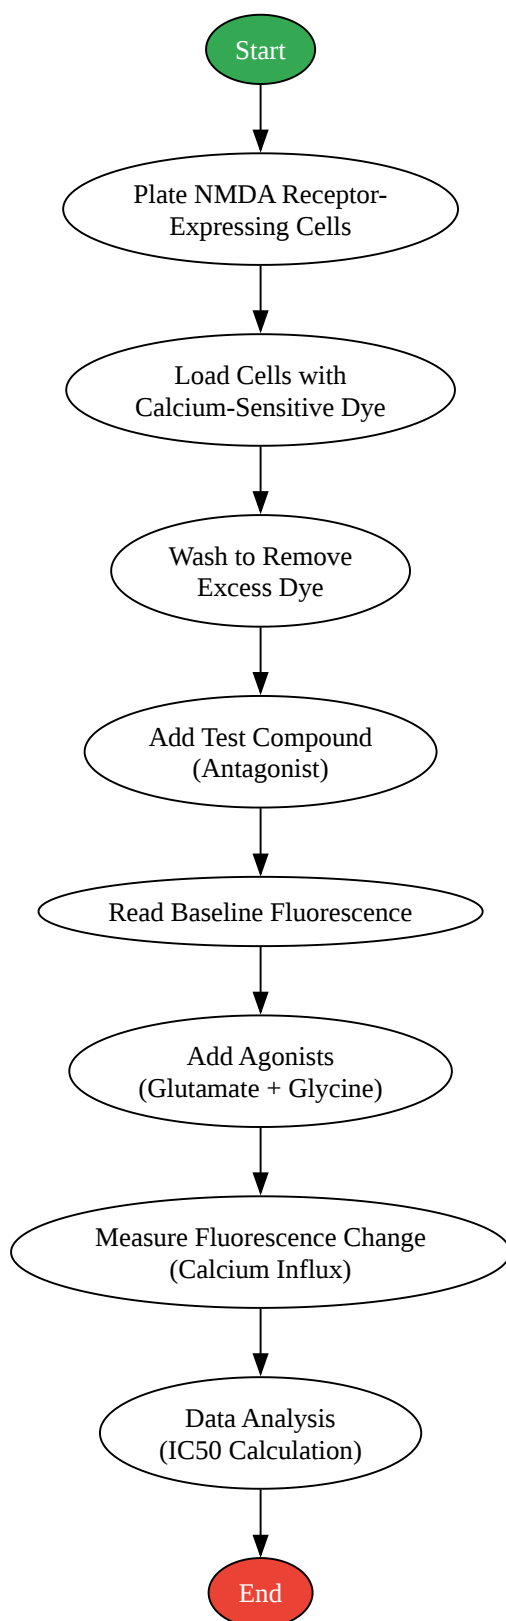 Start
Plate NMDA Receptor-
Expressing Cells
Load Cells with
Calcium-Sensitive Dye
Wash to Remove
Excess Dye
Add Test Compound
(Antagonist)
Read Baseline Fluorescence
Add Agonists
(Glutamate + Glycine)
Measure Fluorescence Change
(Calcium Influx)
Data Analysis
(IC50 Calculation)
End